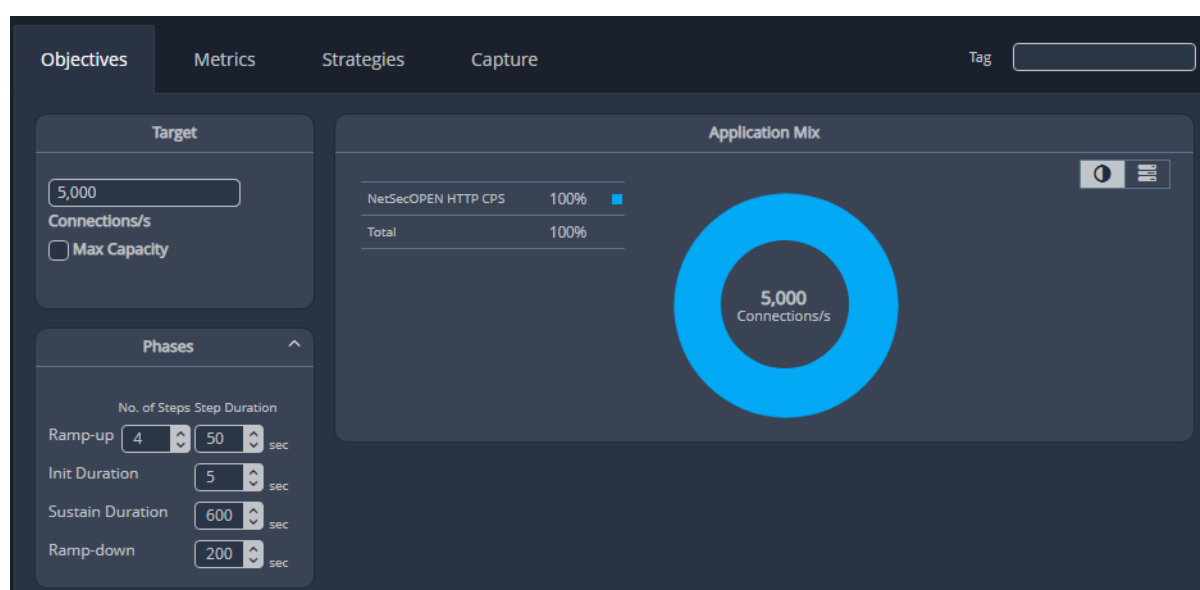 Objectives Metrics Strategies Capture Tag
Target
5,000
Connections/s
Max Capacity
Application Mix
NetSecOPEN HTTP CPS 100%
Total 100%
5,000
Connections/s
Phases
No. of Steps Step Duration
Ramp-up 4 50 sec
Init Duration 5 sec
Sustain Duration 600 sec
Ramp-down 200 sec